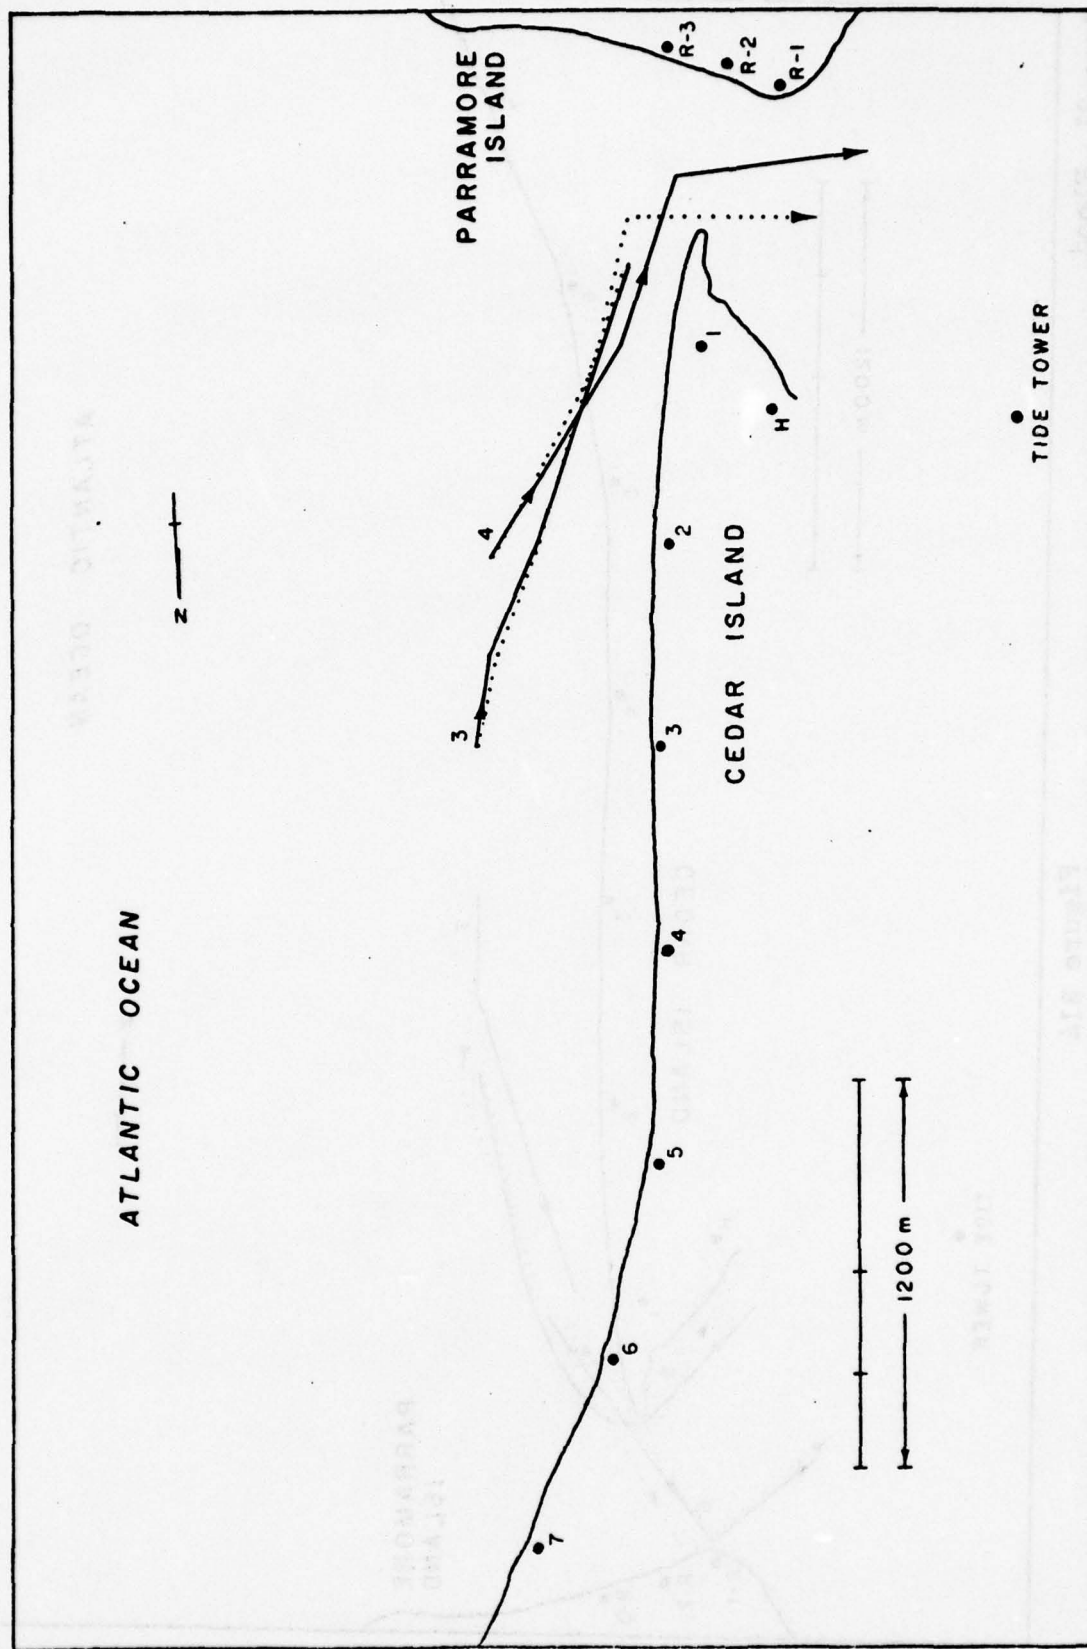 ATLANTIC OCEAN
N
PARRAMORE
ISLAND
R-3
R-2
R-1
3
4
CEDAR ISLAND
7
6
5
4
3
2
1
H
1200 m
TIDE TOWER